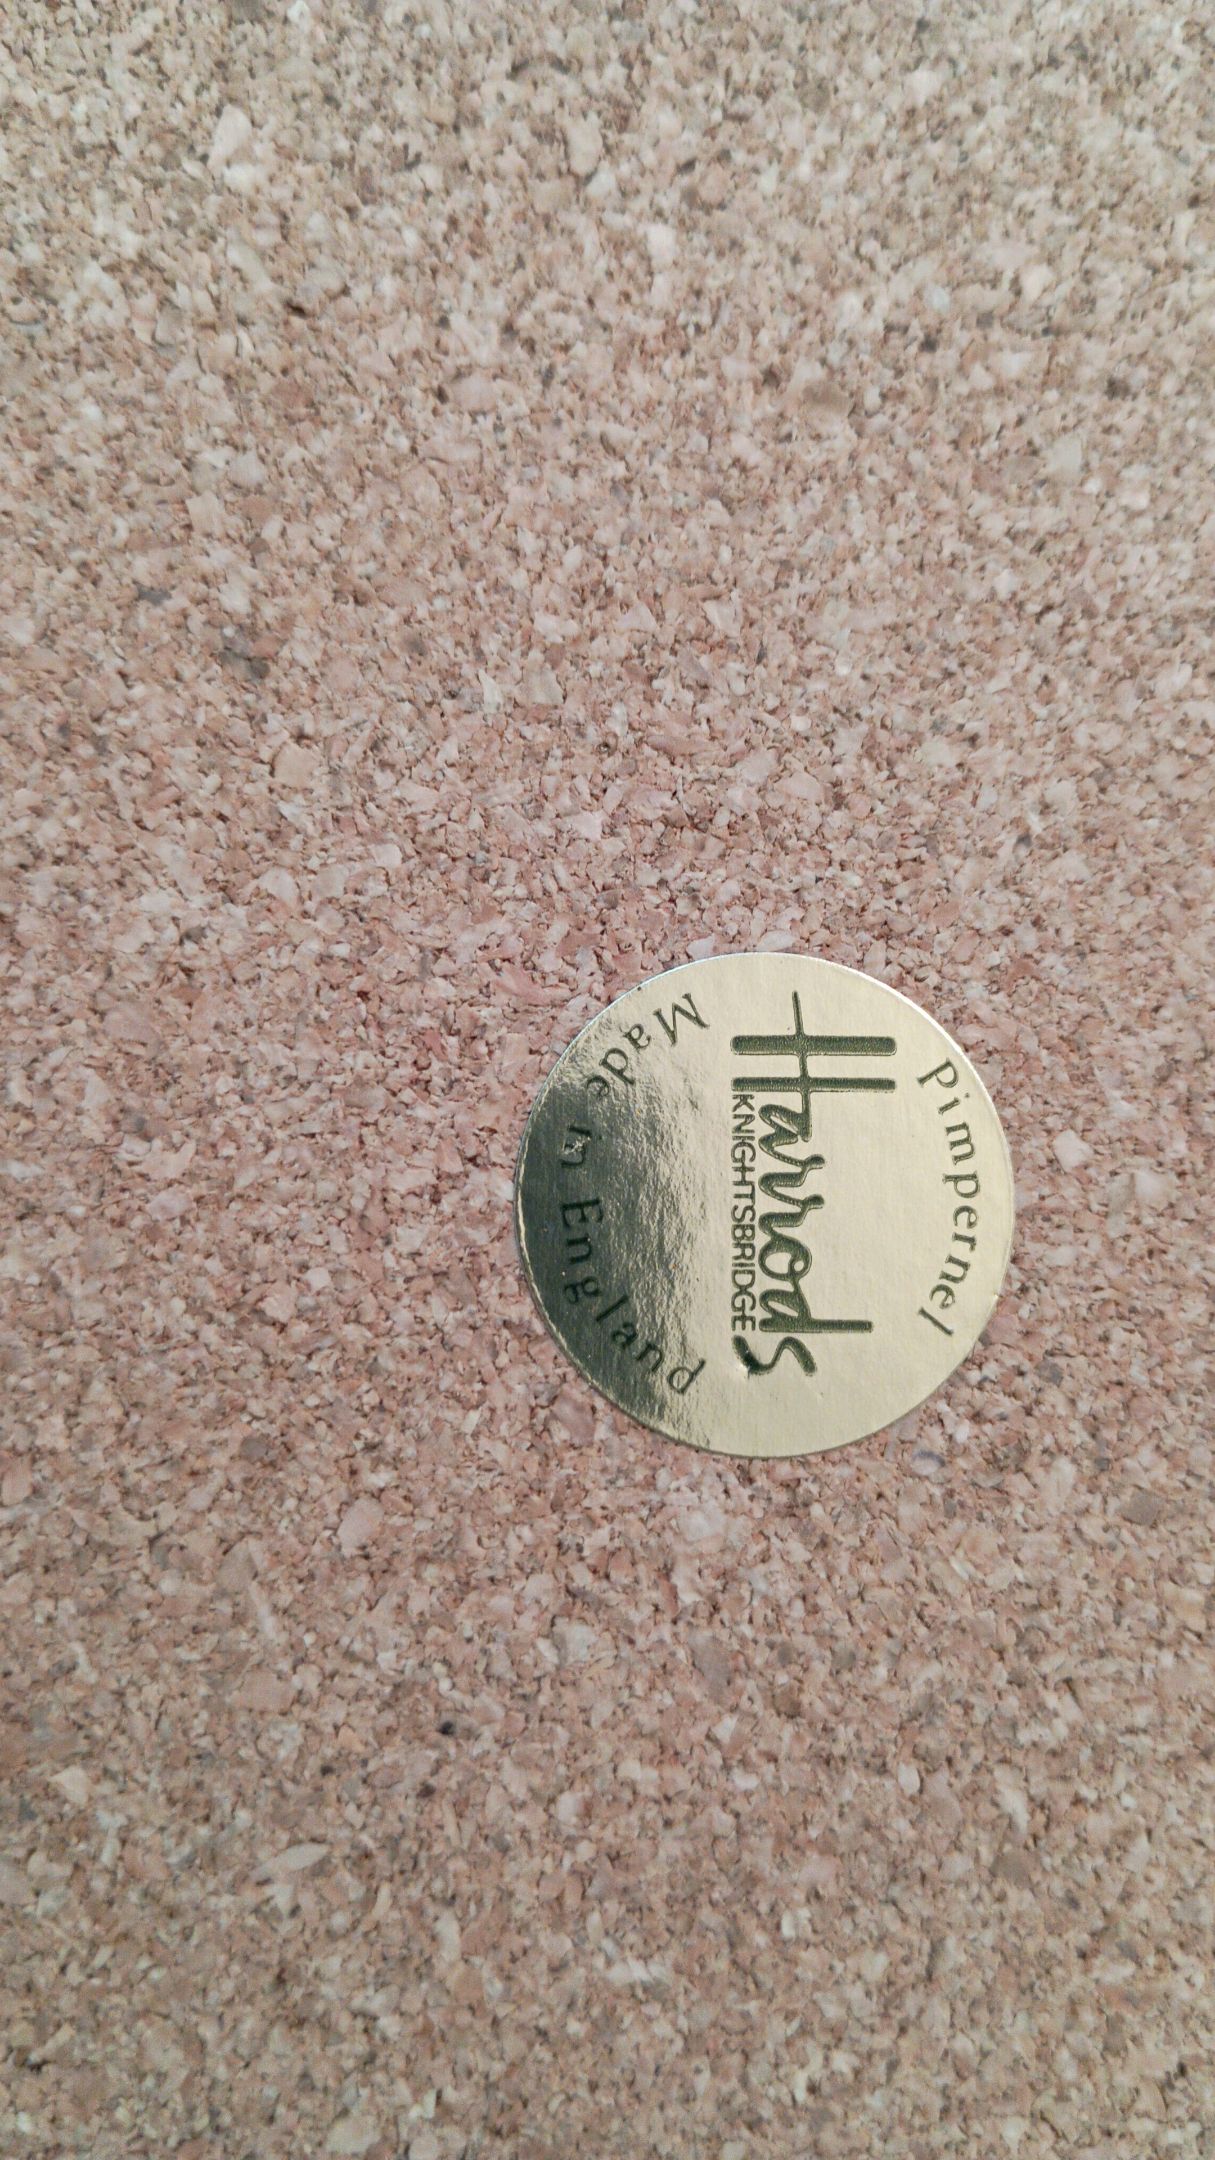 Pimpernel
Harrods
KNIGHTSBRIDGE
Made in England